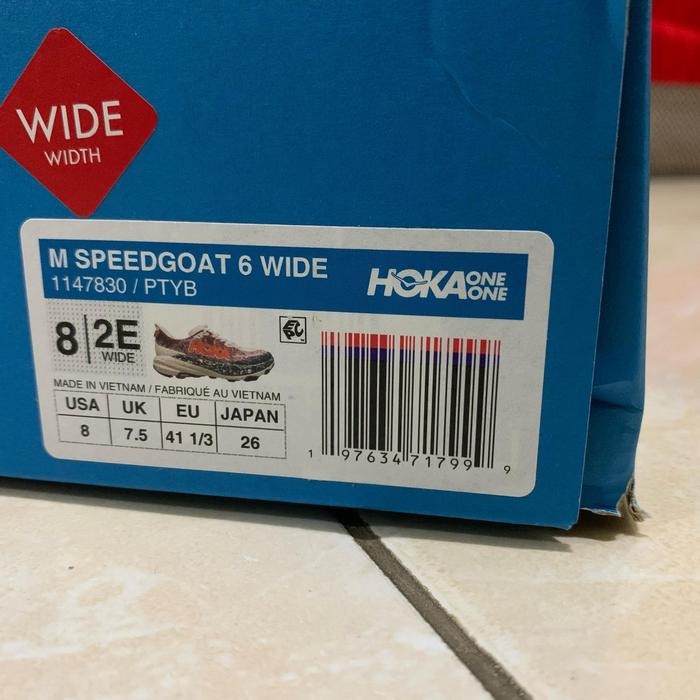 WIDE
WIDTH
M SPEEDGOAT 6 WIDE
1147830 / PTYB
HOKA ONE ONE
8 2E
WIDE
HOKA
MADE IN VIETNAM / FABRIQUÉ AU VIETNAM
USA UK EU JAPAN
8 7.5 41 1/3 26
1 97634 71799 9